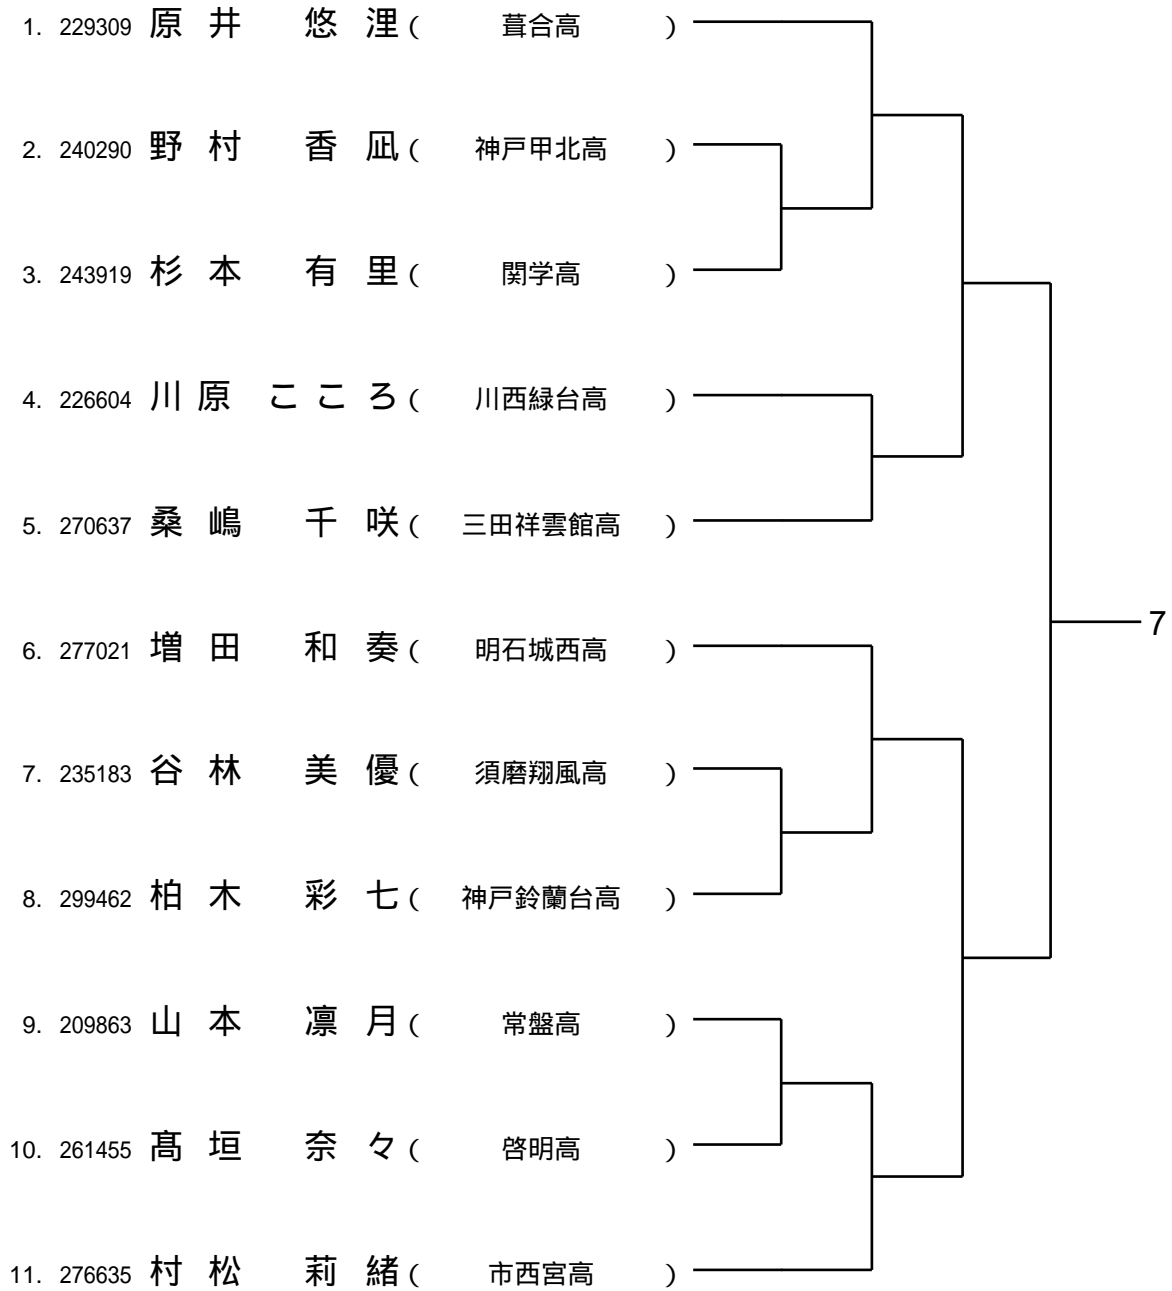 1. 229309 原井 悠浬 ( 葺合高 )
2. 240290 野村 香凪 ( 神戸甲北高 )
3. 243919 杉本 有里 ( 関学高 )
4. 226604 川原 こころ ( 川西緑台高 )
5. 270637 桑嶋 千咲 ( 三田祥雲館高 )
7
6. 277021 増田 和奏 ( 明石城西高 )
7. 235183 谷林 美優 ( 須磨翔風高 )
8. 299462 柏木 彩七 ( 神戸鈴蘭台高 )
9. 209863 山本 凛月 ( 常盤高 )
10. 261455 髙垣 奈々 ( 啓明高 )
11. 276635 村松 莉緒 ( 市西宮高 )